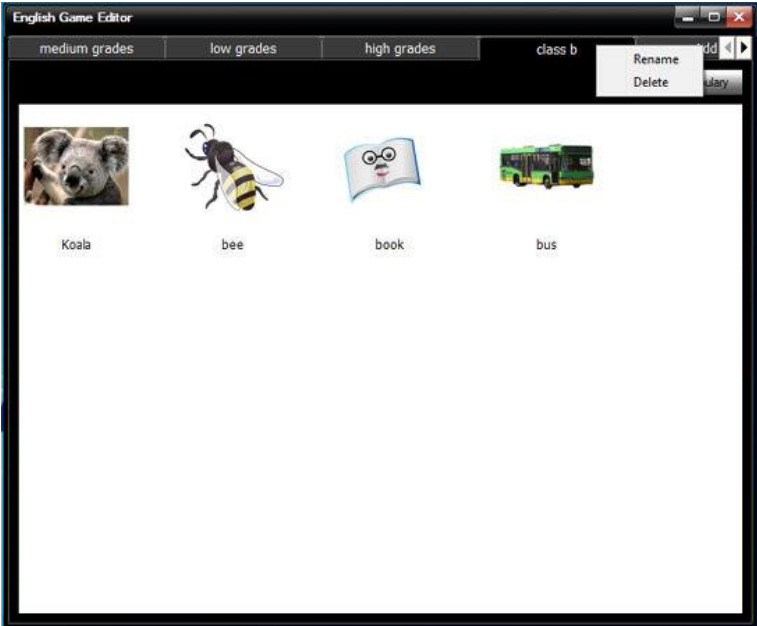 English Game Editor
medium grades low grades high grades class b
Rename
Delete
Koala bee book bus